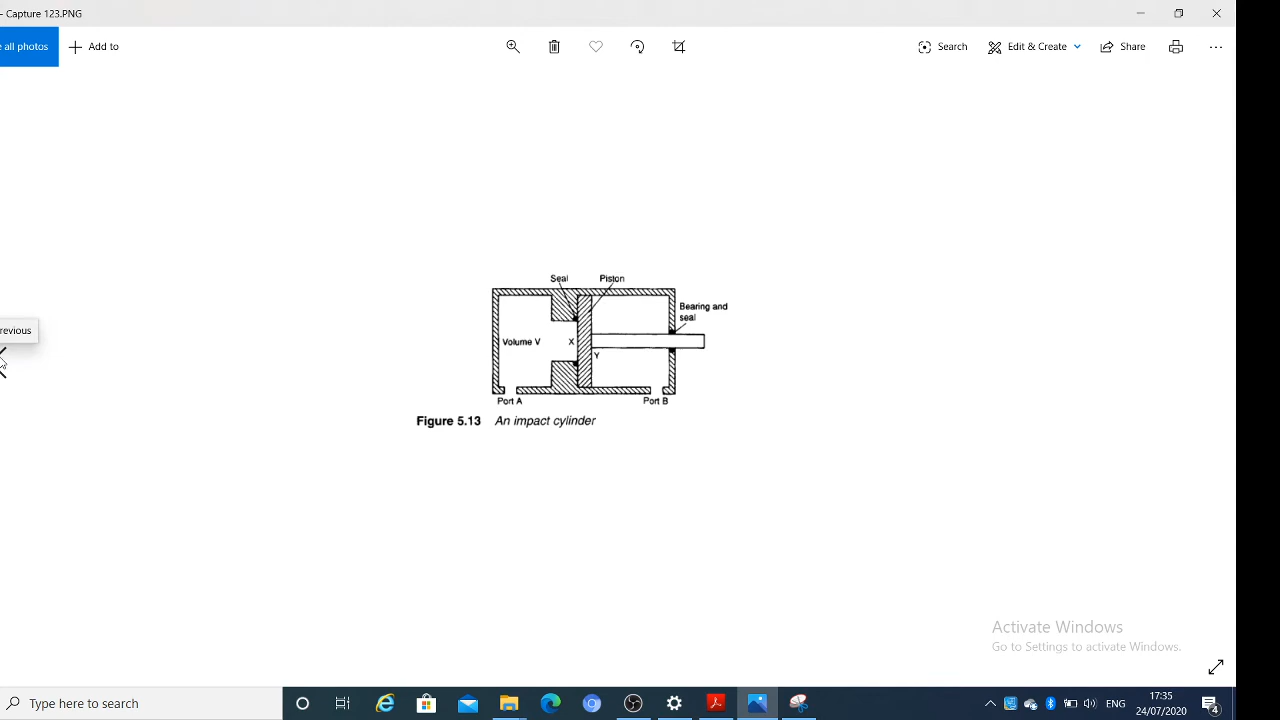 - Capture 123.PNG
e all photos
Add to
Search
Edit & Create
Share
revious
Seal
Piston
Bearing and
seal
Volume V
X
Y
Port A
Port B
Figure 5.13 An impact cylinder
Activate Windows
Go to Settings to activate Windows.
Type here to search
ENG
17:35
24/07/2020
4